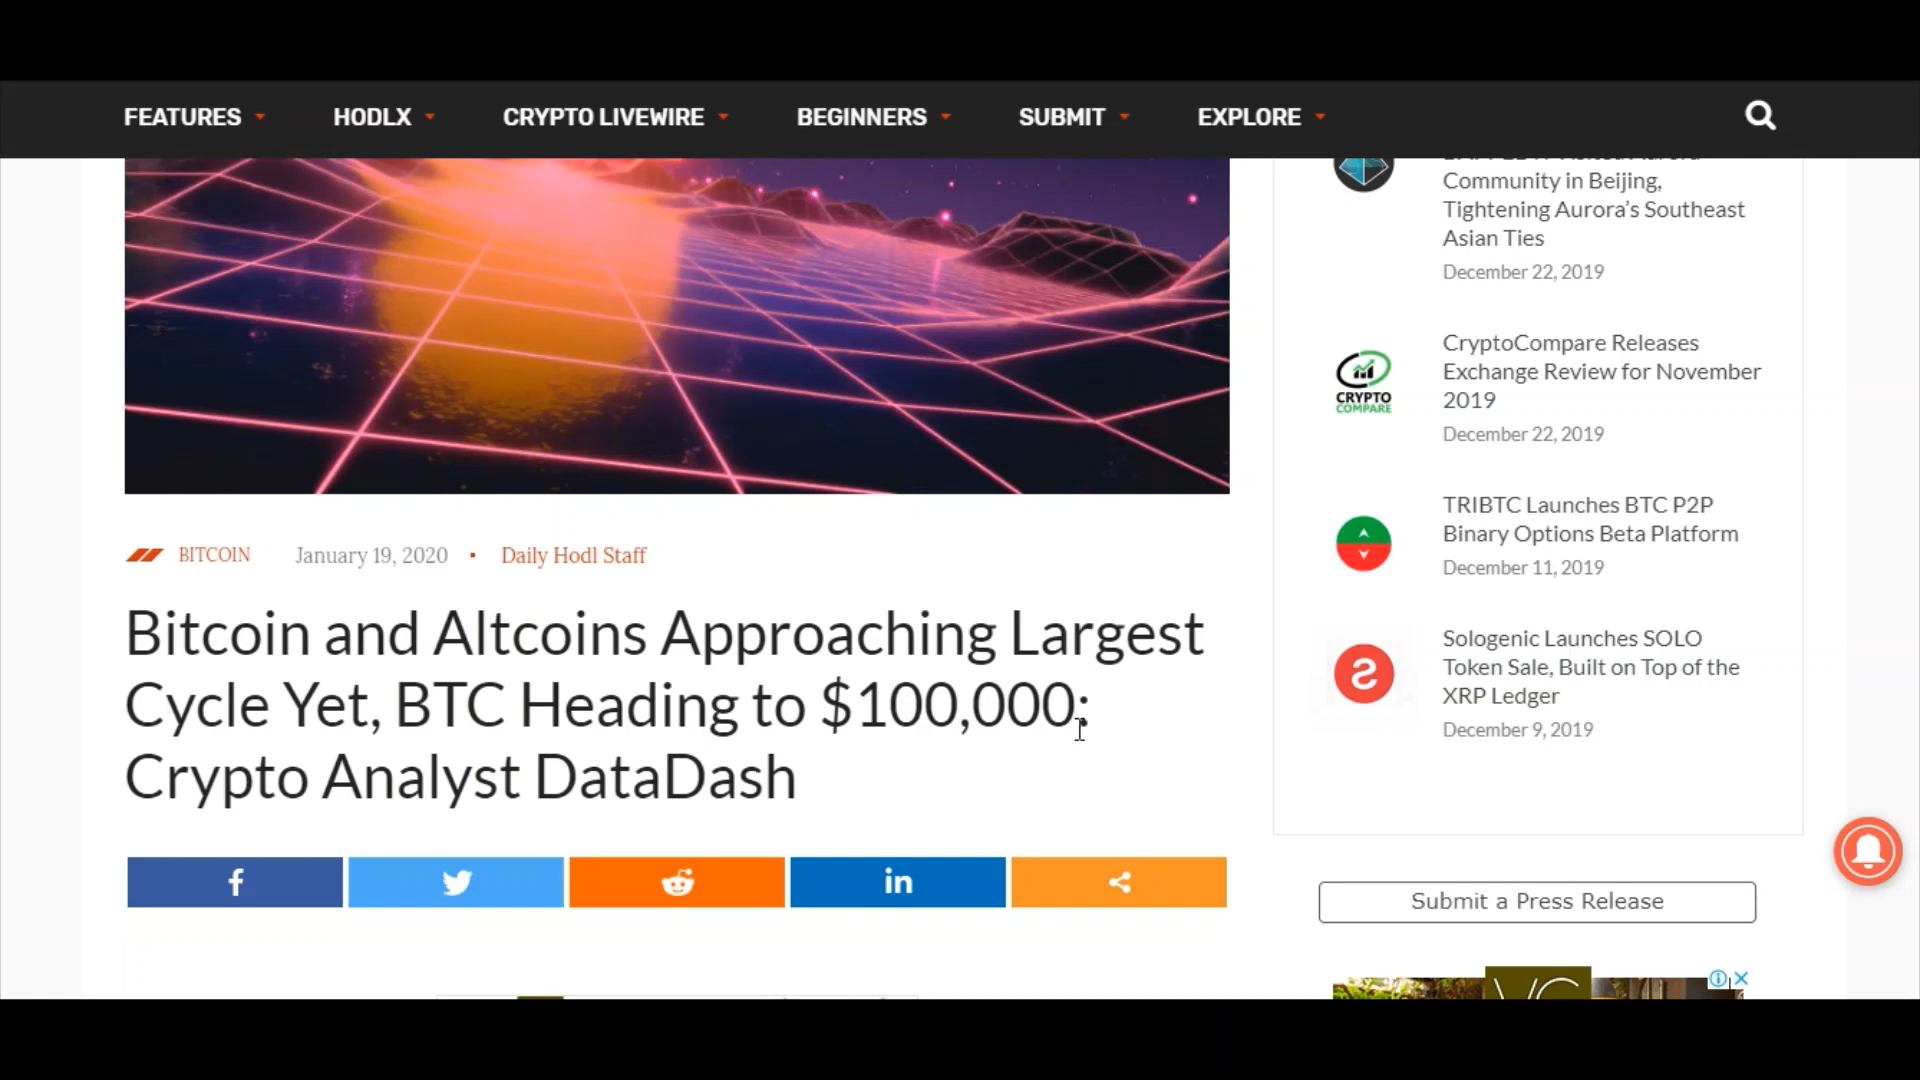 FEATURES HODLX CRYPTO LIVEWIRE BEGINNERS SUBMIT EXPLORE
BITCOIN January 19, 2020 Daily Hodl Staff
Bitcoin and Altcoins Approaching Largest
Cycle Yet, BTC Heading to $100,000:
Crypto Analyst DataDash
f in
Community in Beijing,
Tightening Aurora's Southeast
Asian Ties
December 22, 2019
CRYPTO
COMPARE
CryptoCompare Releases
Exchange Review for November
2019
December 22, 2019
TRIBTC Launches BTC P2P
Binary Options Beta Platform
December 11, 2019
S
Sologenic Launches SOLO
Token Sale, Built on Top of the
XRP Ledger
December 9, 2019
Submit a Press Release